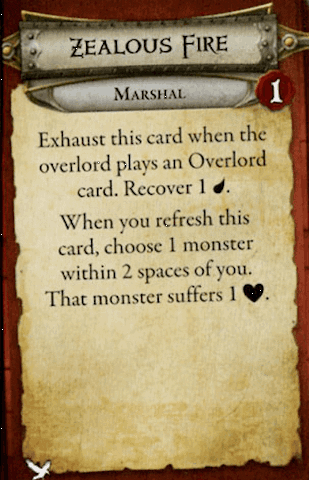 Zealous Fire
Marshal
1
Exhaust this card when the
overlord plays an Overlord
card. Recover 1 .
When you refresh this
card, choose 1 monster
within 2 spaces of you.
That monster suffers 1 ♥.